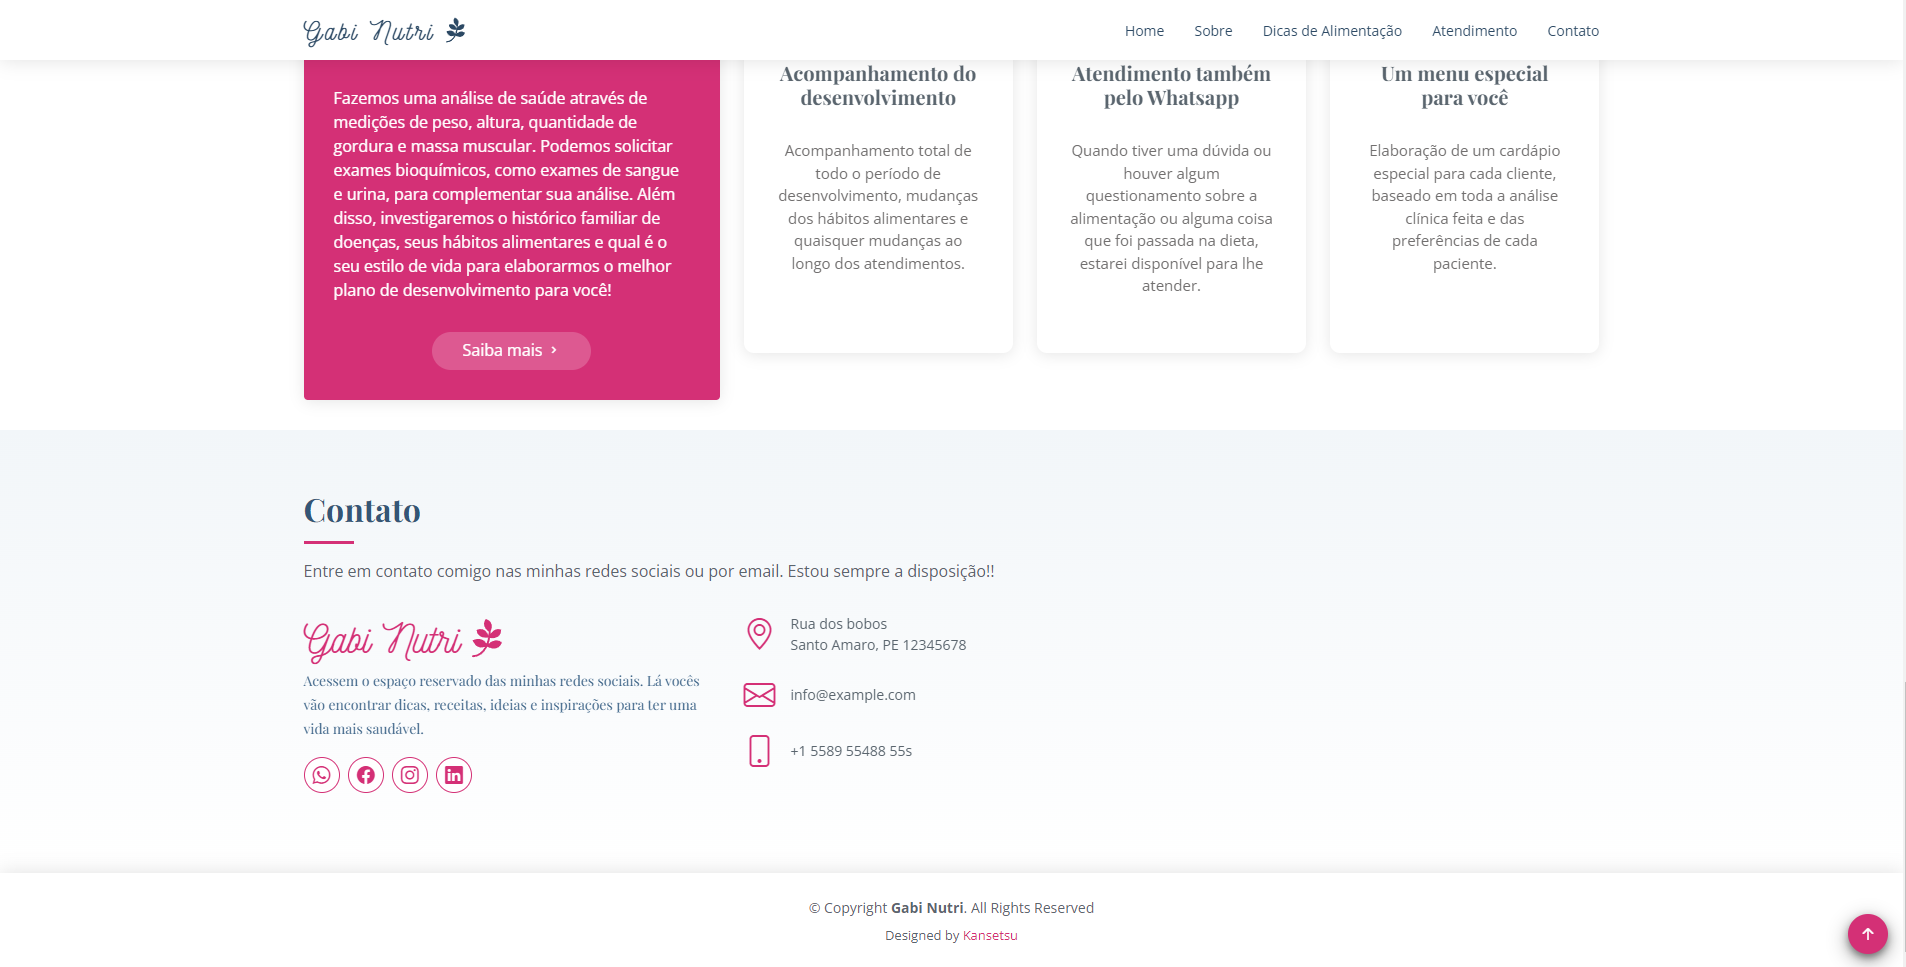 Gabi Nutri
Home Sobre Dicas de Alimentação Atendimento Contato
Fazemos uma análise de saúde através de
medições de peso, altura, quantidade de
gordura e massa muscular. Podemos solicitar
exames bioquímicos, como exames de sangue
e urina, para complementar sua análise. Além
disso, investigaremos o histórico familiar de
doenças, seus hábitos alimentares e qual é o
seu estilo de vida para elaborarmos o melhor
plano de desenvolvimento para você!
Saiba mais
Acompanhamento do
desenvolvimento
Acompanhamento total de
todo o período de
desenvolvimento, mudanças
dos hábitos alimentares e
quaisquer mudanças ao
longo dos atendimentos.
Atendimento também
pelo Whatsapp
Quando tiver uma dúvida ou
houver algum
questionamento sobre a
alimentação ou alguma coisa
que foi passada na dieta,
estarei disponível para lhe
atender.
Um menu especial
para você
Elaboração de um cardápio
especial para cada cliente,
baseado em toda a análise
clínica feita e das
preferências de cada
paciente.
Contato
Entre em contato comigo nas minhas redes sociais ou por email. Estou sempre a disposição!!
Gabi Nutri
Acessem o espaço reservado das minhas redes sociais. Lá vocês
vão encontrar dicas, receitas, ideias e inspirações para ter uma
vida mais saudável.
Rua dos bobos
Santo Amaro, PE 12345678
info@example.com
+1 5589 55488 55s
© Copyright Gabi Nutri. All Rights Reserved
Designed by Kansetsu